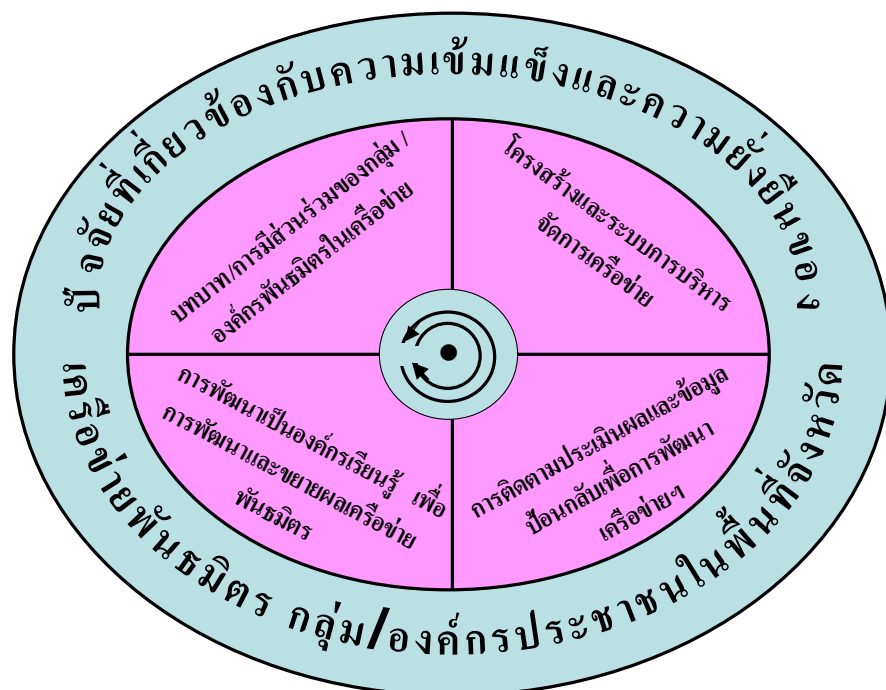 ปัจจัยที่เกี่ยวข้องกับความเข้มแข็งและความยั่งยืนของ
บทบาท/การมีส่วนร่วมของกลุ่ม /
องค์กรพันธมิตรในเครือข่าย
โครงสร้างและระบบการบริหาร
จัดการเครือข่าย
การพัฒนาเป็นองค์กรเรียนรู้ เพื่อ
การพัฒนาและขยายผลเครือข่าย
พันธมิตร
การติดตามประเมินผลและข้อมูล
ป้อนกลับเพื่อการพัฒนา
เครือข่ายฯ
เครือข่ายพันธมิตร กลุ่ม/องค์กรประชาชนในพื้นที่จังหวัด